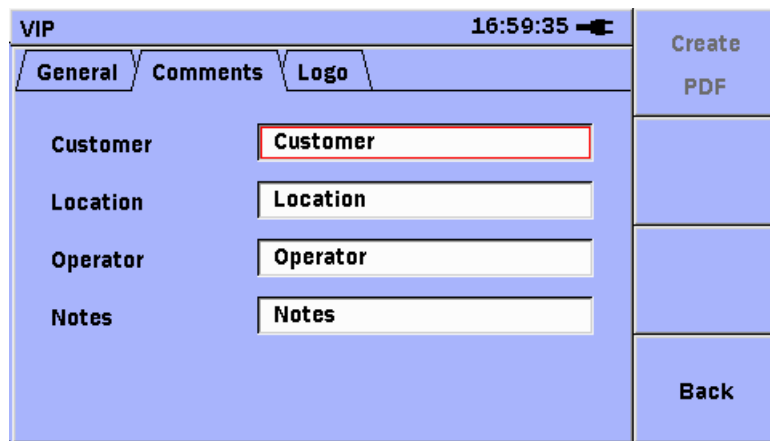 VIP 16:59:35
General Comments Logo
Customer Customer
Location Location
Operator Operator
Notes Notes
Create
PDF
Back